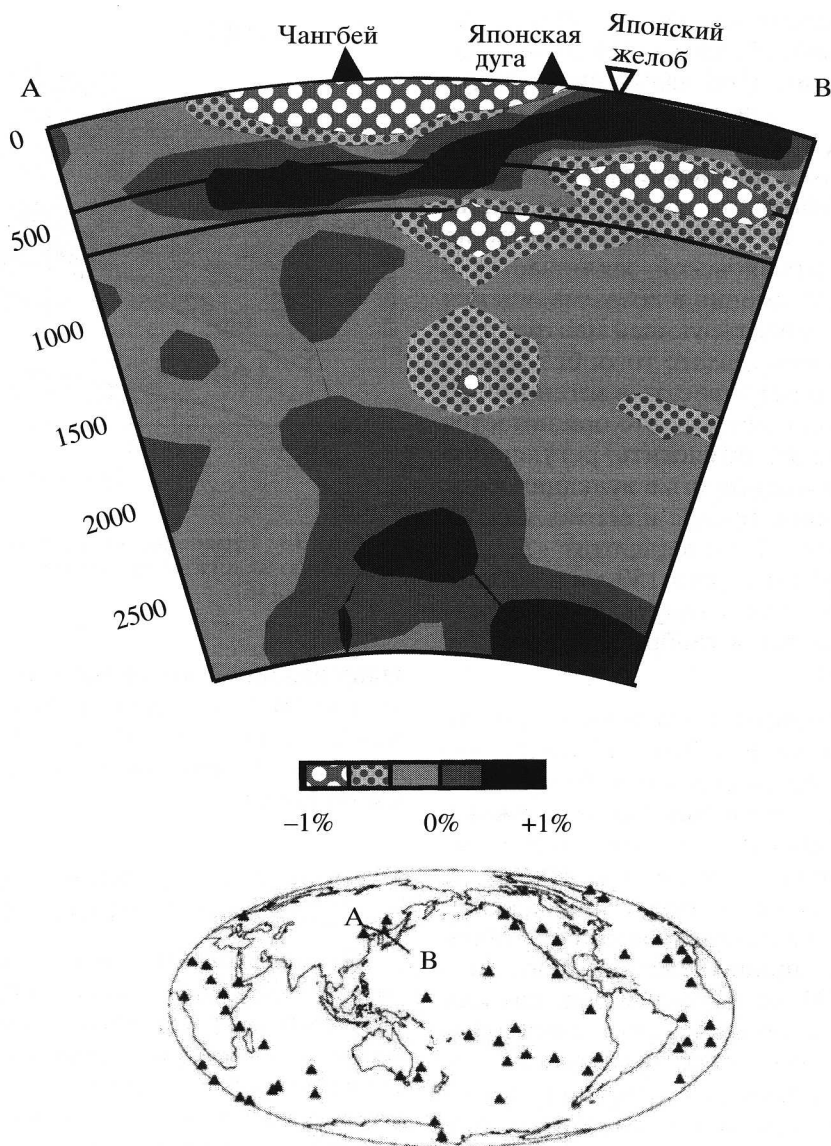 Чангбей
Японская
дуга
Японский
желоб
A
B
0
500
1000
1500
2000
2500
–1%
0%
+1%
A
B